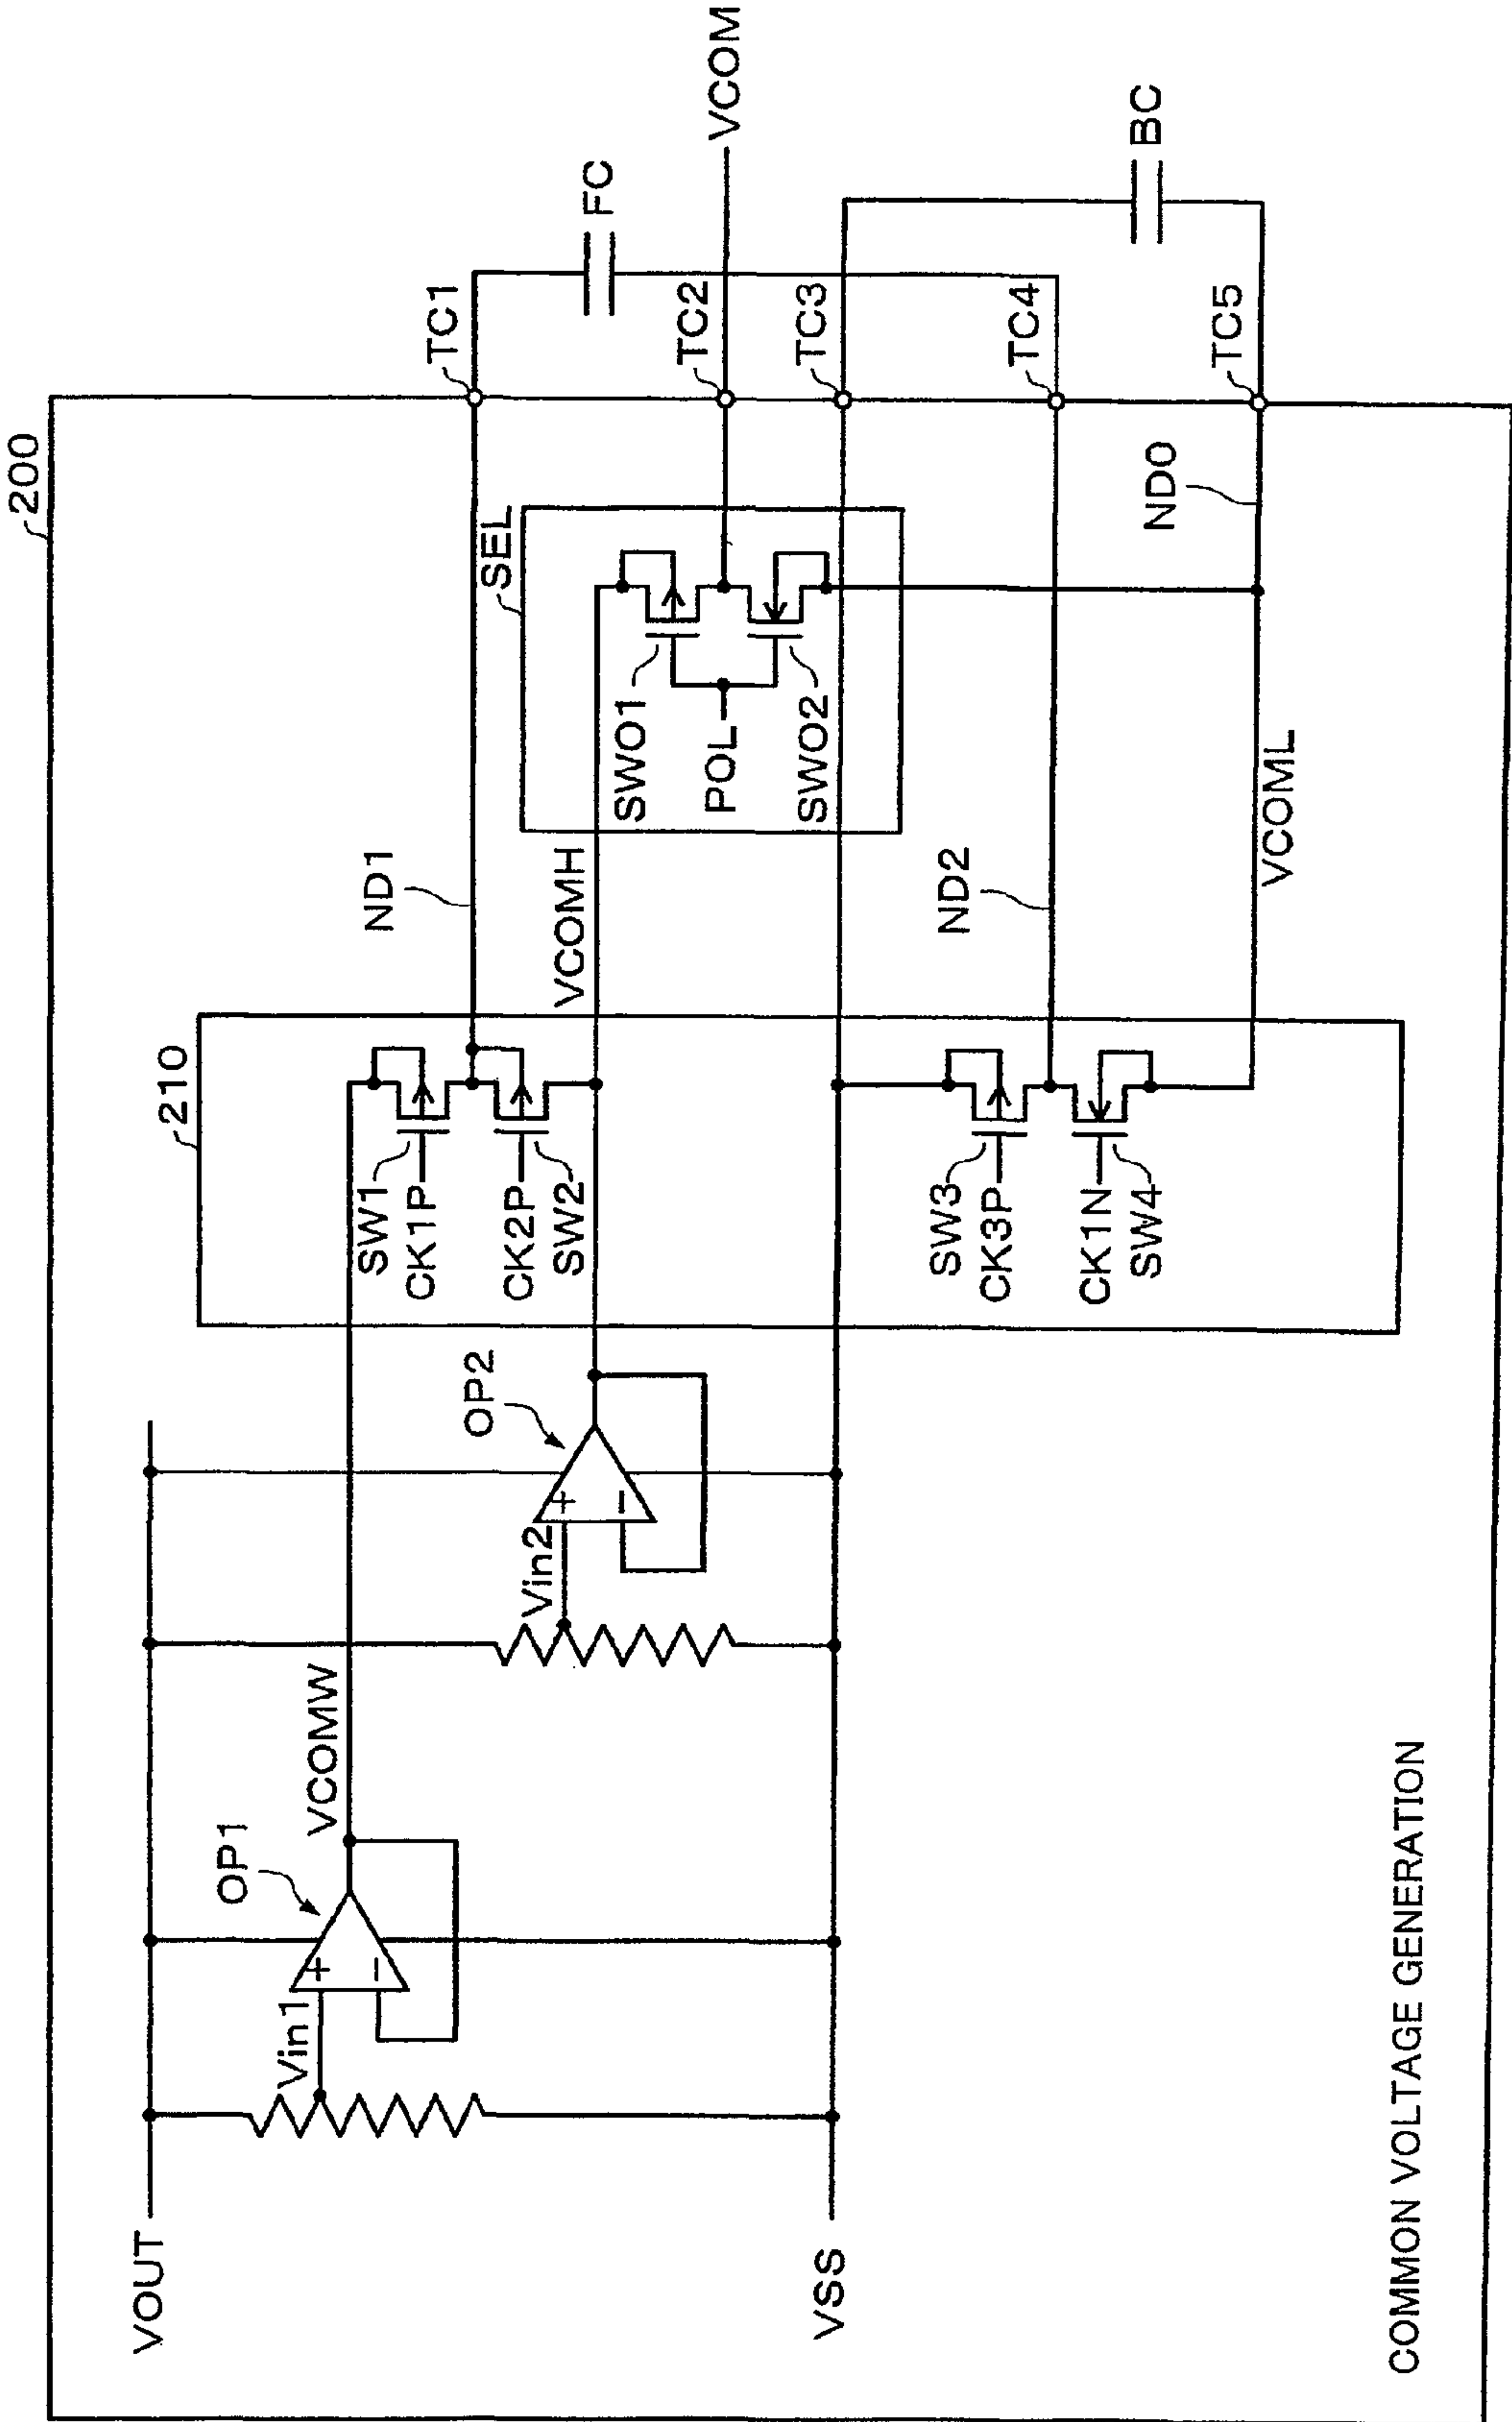 200
VOUT
VSS
Vin1
OP1
VCOMW
Vin2
OP2
210
SW1
CK1P
CK2P
SW2
SW3
CK3P
CK1N
SW4
ND1
VCOMH
ND2
VCOML
SEL
SWO1
POL
SWO2
ND0
TC1
TC2
TC3
TC4
TC5
FC
VCOM
BC
COMMON VOLTAGE GENERATION